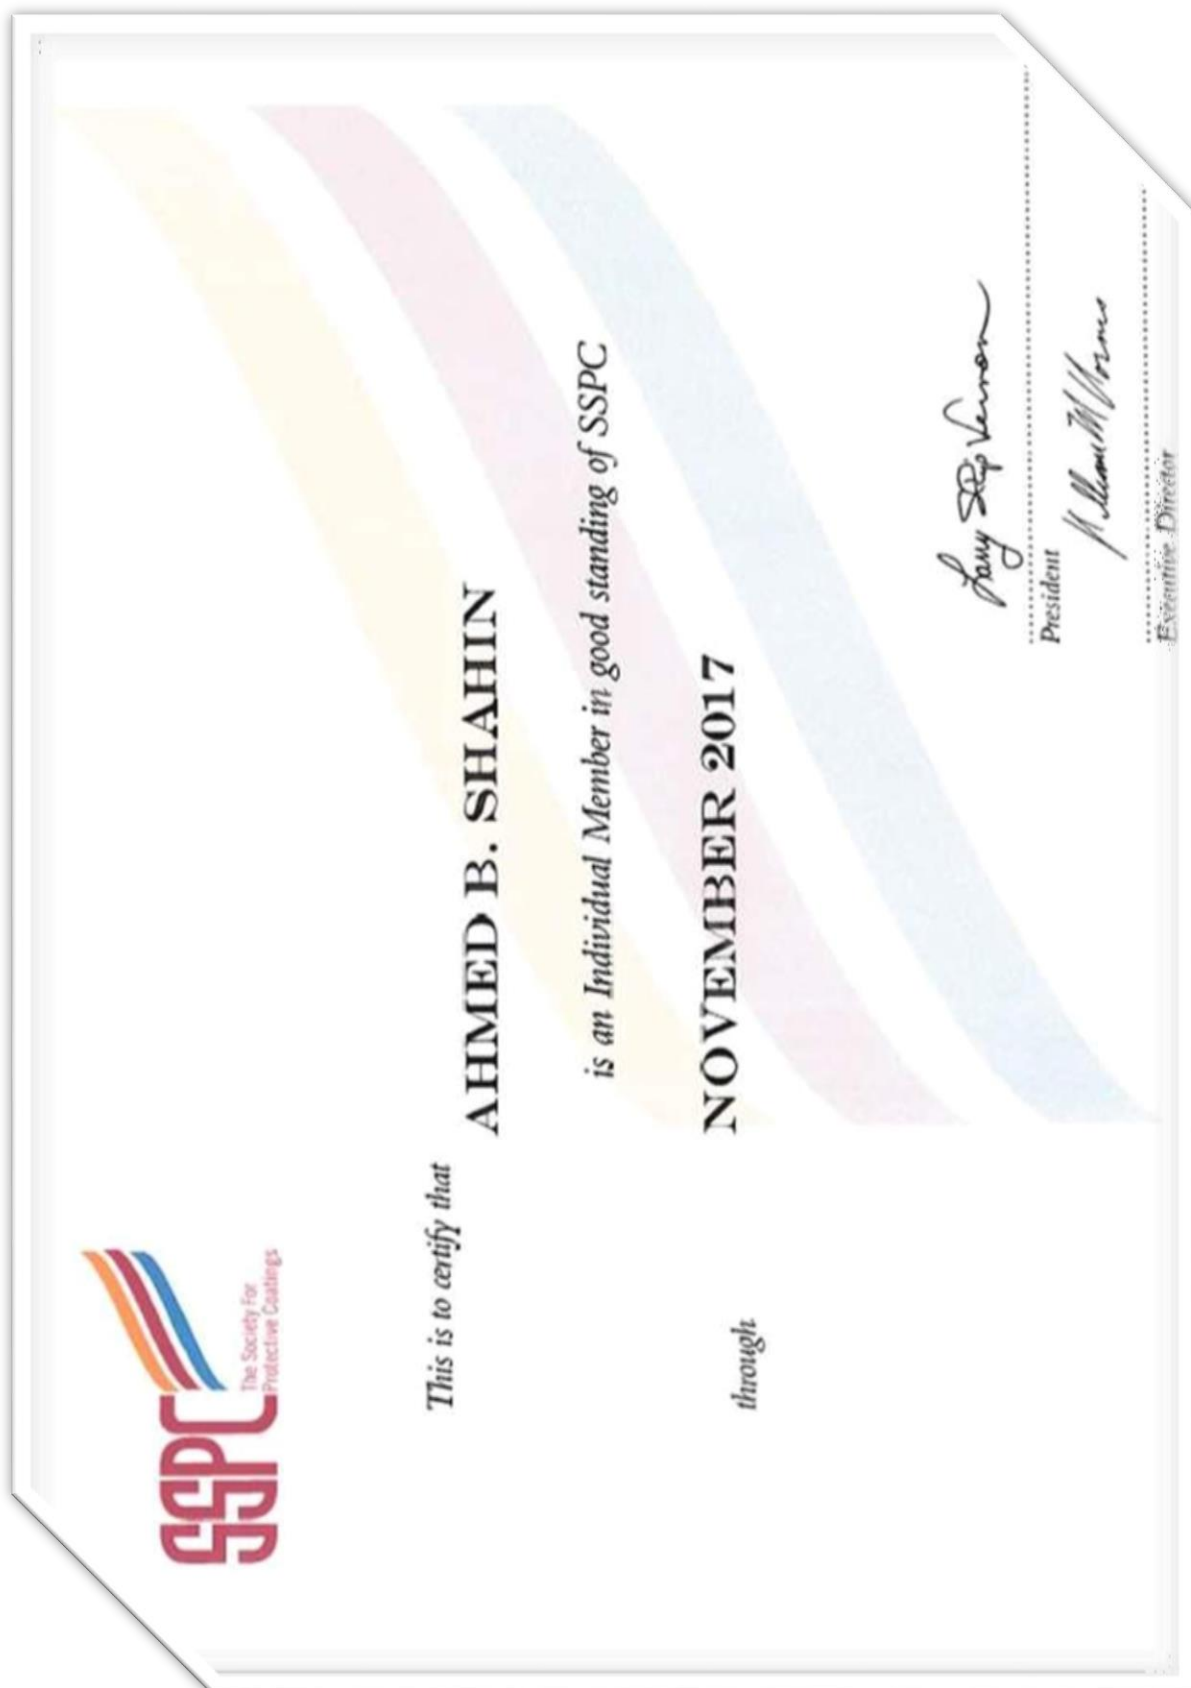 SSPC
The Society For
Protective Coatings
This is to certify that
AHMED B. SHAHIN
is an Individual Member in good standing of SSPC
through
NOVEMBER 2017
President
Executive Director